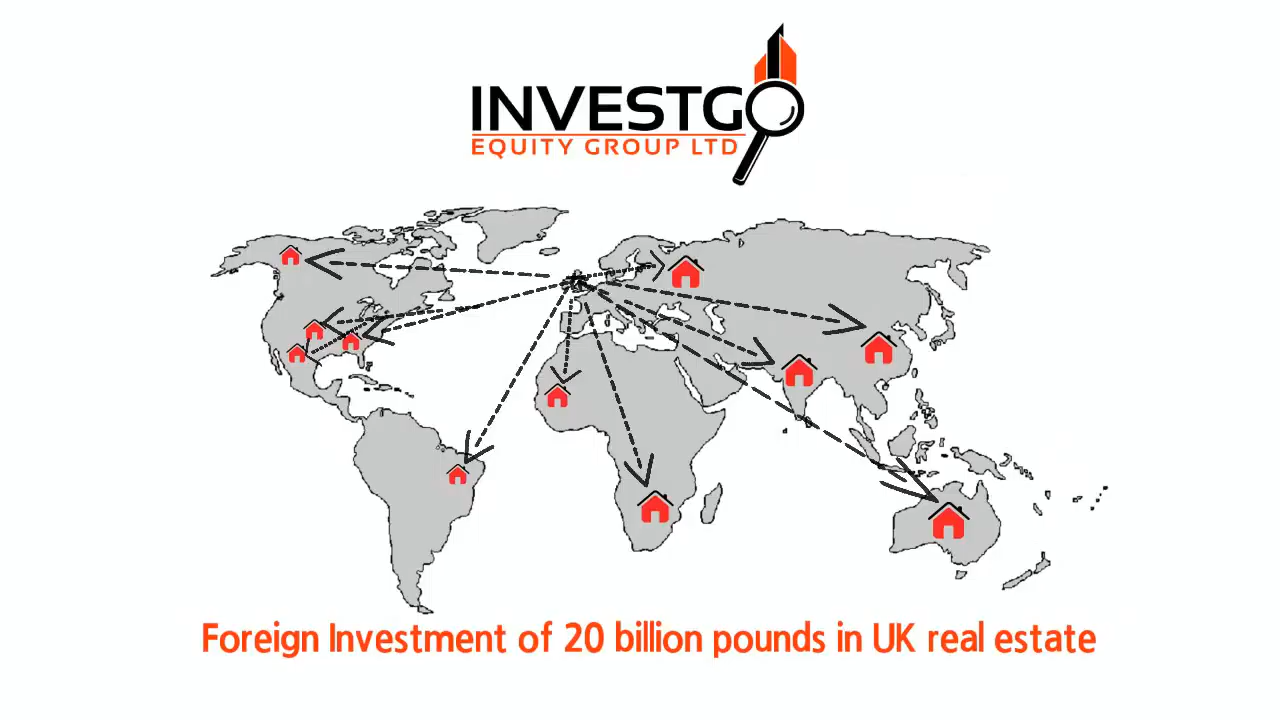 INVESTGO
EQUITY GROUP LTD
Foreign Investment of 20 billion pounds in UK real estate